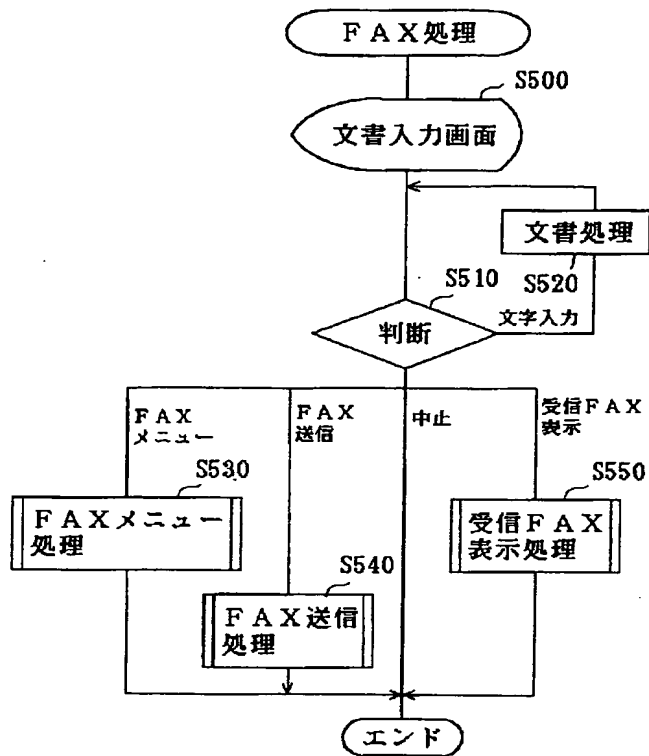 FAX処理
S500
文書入力画面
文書処理
S520
S510
判断
文字入力
FAX
メニュー
FAX
送信
中止
受信FAX
表示
S530
FAXメニュー
処理
S550
受信FAX
表示処理
S540
FAX送信
処理
エンド